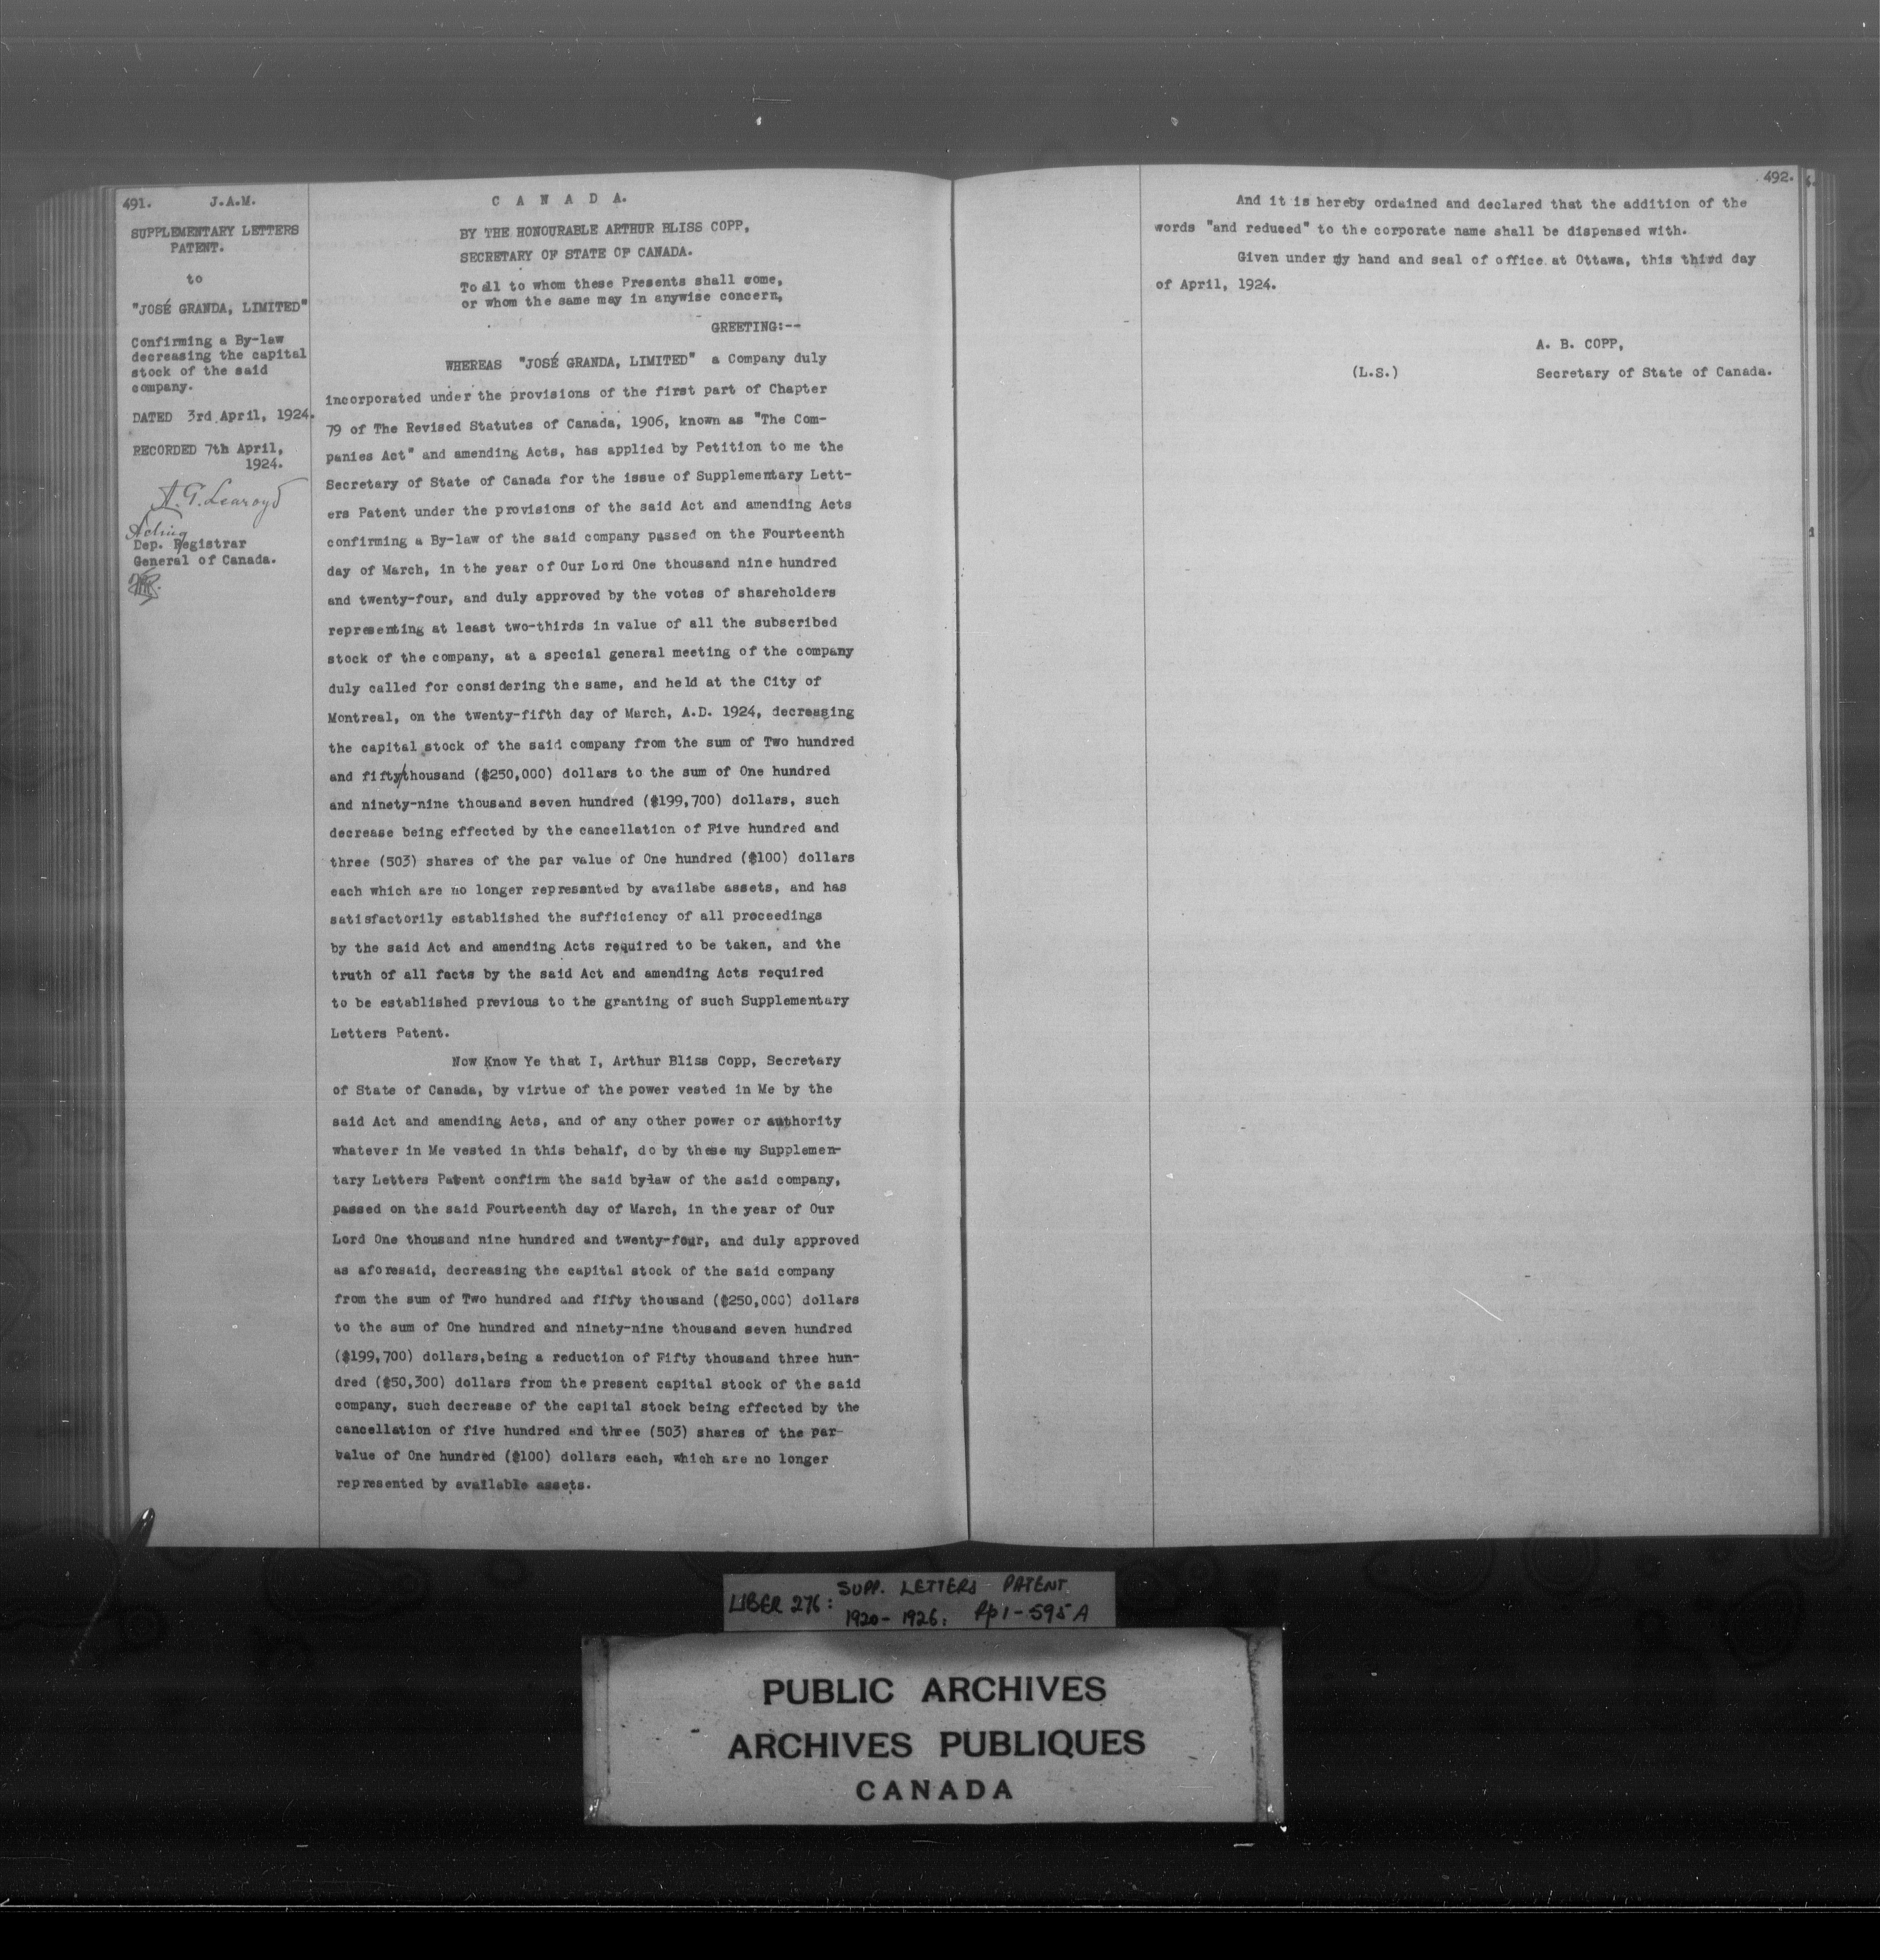 491. J.A.M.
SUPPLEMENTARY LETTERS
PATENT.
to
"JOSÉ GRANDA, LIMITED"
Confirming a By-law
decreasing the capital
stock of the said
company.
DATED 3rd April, 1924.
RECORDED 7th April,
1924.
A. G. Learoyd
Acting
Dep. Registrar
General of Canada.
C A N A D A.
BY THE HONOURABLE ARTHUR BLISS COPP,
SECRETARY OF STATE OF CANADA.
To all to whom these Presents shall come,
or whom the same may in anywise concern,
GREETING:--
WHEREAS "JOSÉ GRANDA, LIMITED" a Company duly
incorporated under the provisions of the first part of Chapter
79 of The Revised Statutes of Canada, 1906, known as "The Com-
panies Act" and amending Acts, has applied by Petition to me the
Secretary of State of Canada for the issue of Supplementary Lett-
ers Patent under the provisions of the said Act and amending Acts
confirming a By-law of the said company passed on the Fourteenth
day of March, in the year of Our Lord One thousand nine hundred
and twenty-four, and duly approved by the votes of shareholders
representing at least two-thirds in value of all the subscribed
stock of the company, at a special general meeting of the company
duly called for considering the same, and held at the City of
Montreal, on the twenty-fifth day of March, A.D. 1924, decreasing
the capital stock of the said company from the sum of Two hundred
and fifty/thousand ($250,000) dollars to the sum of One hundred
and ninety-nine thousand seven hundred ($199,700) dollars, such
decrease being effected by the cancellation of Five hundred and
three (503) shares of the par value of One hundred ($100) dollars
each which are no longer represented by availabe assets, and has
satisfactorily established the sufficiency of all proceedings
by the said Act and amending Acts required to be taken, and the
truth of all facts by the said Act and amending Acts required
to be established previous to the granting of such Supplementary
Letters Patent.
Now Know Ye that I, Arthur Bliss Copp, Secretary
of State of Canada, by virtue of the power vested in Me by the
said Act and amending Acts, and of any other power or authority
whatever in Me vested in this behalf, do by these my Supplemen-
tary Letters Patent confirm the said by-law of the said company,
passed on the said Fourteenth day of March, in the year of Our
Lord One thousand nine hundred and twenty-four, and duly approved
as aforesaid, decreasing the capital stock of the said company
from the sum of Two hundred and fifty thousand ($250,000) dollars
to the sum of One hundred and ninety-nine thousand seven hundred
($199,700) dollars,being a reduction of Fifty thousand three hun-
dred ($50,300) dollars from the present capital stock of the said
company, such decrease of the capital stock being effected by the
cancellation of five hundred and three (503) shares of the par-
value of One hundred ($100) dollars each, which are no longer
represented by available assets.
492.
And it is hereby ordained and declared that the addition of the
words "and reduced" to the corporate name shall be dispensed with.
Given under my hand and seal of office at Ottawa, this third day
of April, 1924.
A. B. COPP,
(L.S.) Secretary of State of Canada.
LIBER 276: SUPP. LETTERS PATENT
1920-1926: Pp 1-595A
PUBLIC ARCHIVES
ARCHIVES PUBLIQUES
CANADA